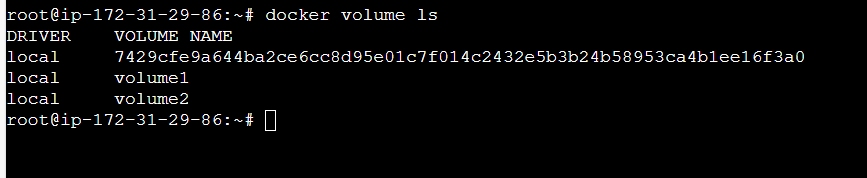 root@ip-172-31-29-86:~# docker volume ls
DRIVER    VOLUME NAME
local     7429cfe9a644ba2ce6cc8d95e01c7f014c2432e5b3b24b58953ca4b1ee16f3a0
local     volume1
local     volume2
root@ip-172-31-29-86:~#